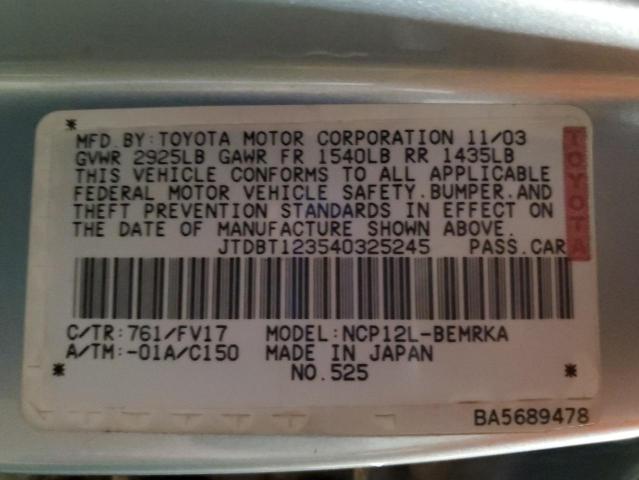 MFD.BY:TOYOTA MOTOR CORPORATION 11/03
GVWR 2925LB GAWR FR 1540LB RR 1435LB
THIS VEHICLE CONFORMS TO ALL APPLICABLE
FEDERAL MOTOR VEHICLE SAFETY.BUMPER.AND
THEFT PREVENTION STANDARDS IN EFFECT ON
THE DATE OF MANUFACTURE SHOWN ABOVE.
JTDBT123540325245 PASS.CAR
TOYOTA
C/TR:761/FV17 MODEL:NCP12L-BEMRKA
A/TM:-01A/C150 MADE IN JAPAN
* NO.525 *
BA5689478